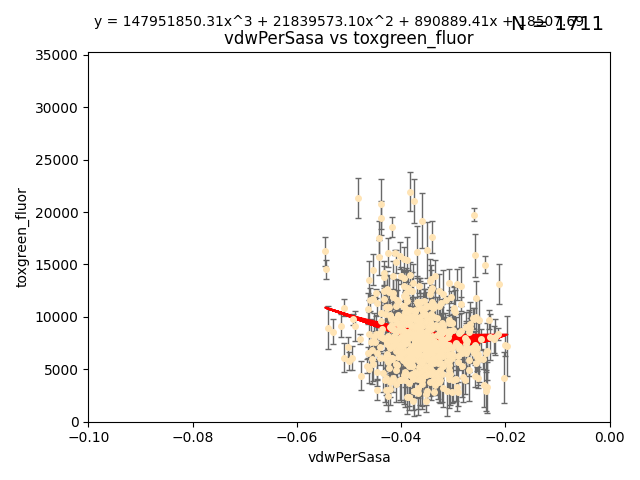 y = 147951850.31x^3 + 21839573.10x^2 + 890889.41x + 18507.69
N = 1711
vdwPerSasa vs toxgreen_fluor
35000
30000
25000
20000
15000
10000
5000
0
toxgreen_fluor
−0.10 −0.08 −0.06 −0.04 −0.02 0.00
vdwPerSasa